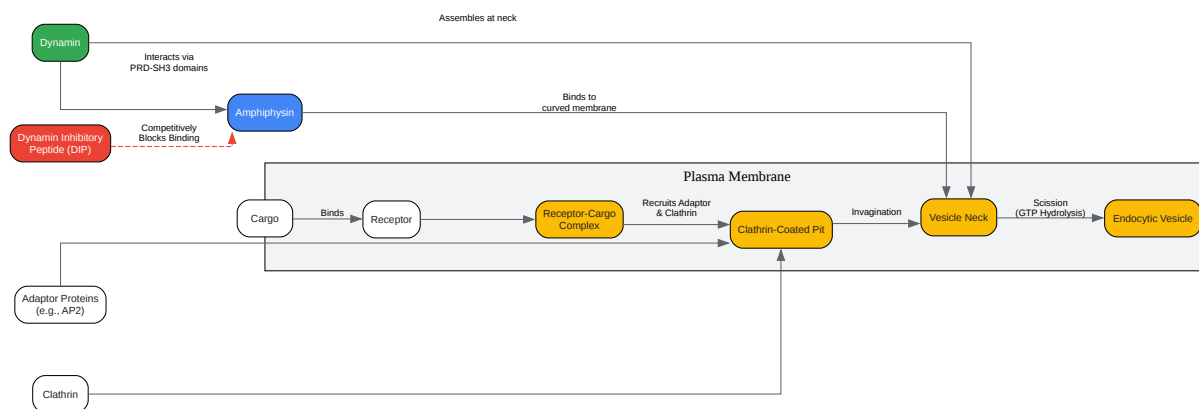 Assembles at neck
Dynamin
Interacts via
PRD-SH3 domains
Amphiphysin
Binds to
curved membrane
Dynamin Inhibitory
Peptide (DIP)
Competitively
Blocks Binding
Plasma Membrane
Cargo
Binds
Receptor
Receptor-Cargo
Complex
Recruits Adaptor
& Clathrin
Clathrin-Coated Pit
Invagination
Vesicle Neck
Scission
(GTP Hydrolysis)
Endocytic Vesicle
Adaptor Proteins
(e.g., AP2)
Clathrin